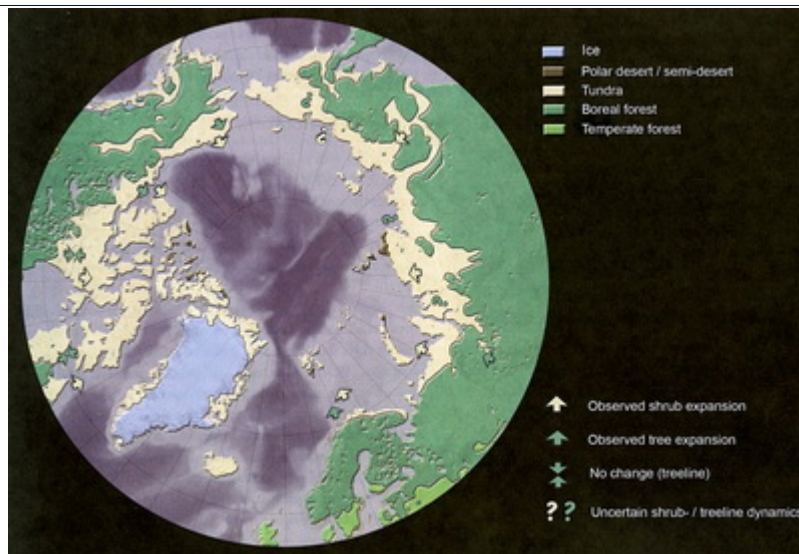 Ice
Polar desert / semi-desert
Tundra
Boreal forest
Temperate forest
Observed shrub expansion
Observed tree expansion
No change (treeline)
? ? Uncertain shrub- / treeline dynamics